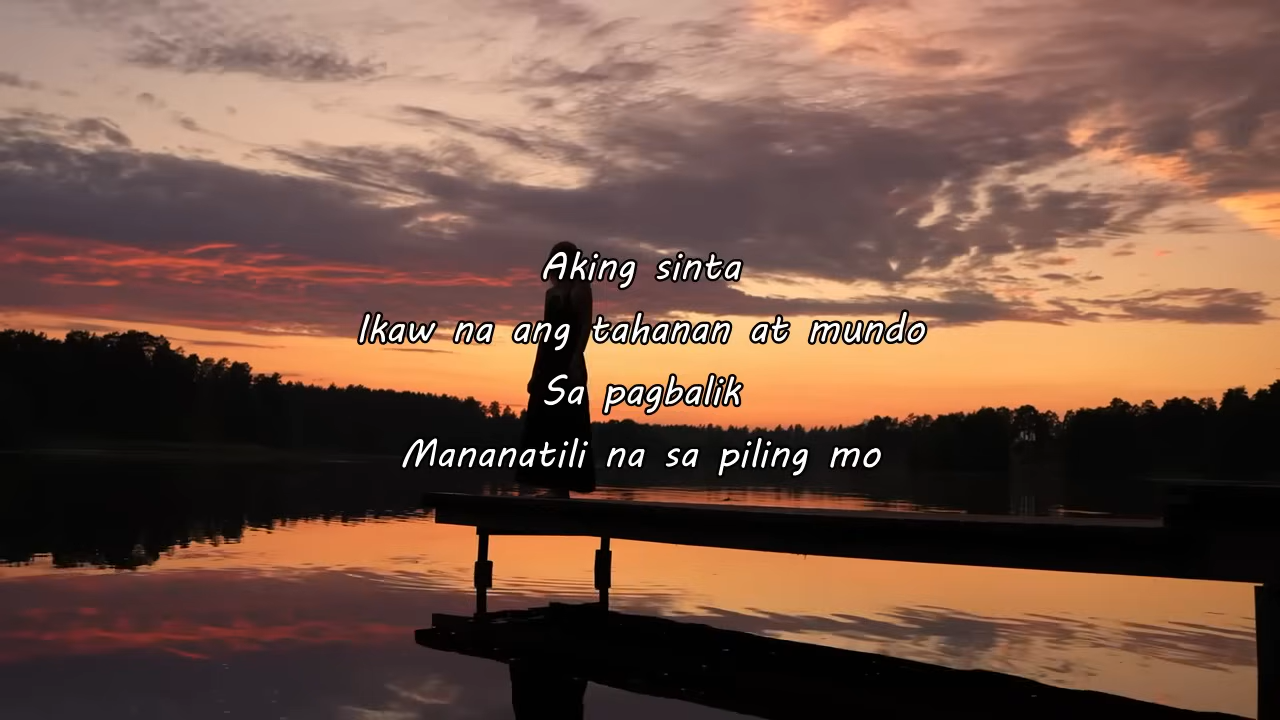 Aking sinta
Ikaw na ang tahanan at mundo
Sa pagbalik
Mananatili na sa piling mo